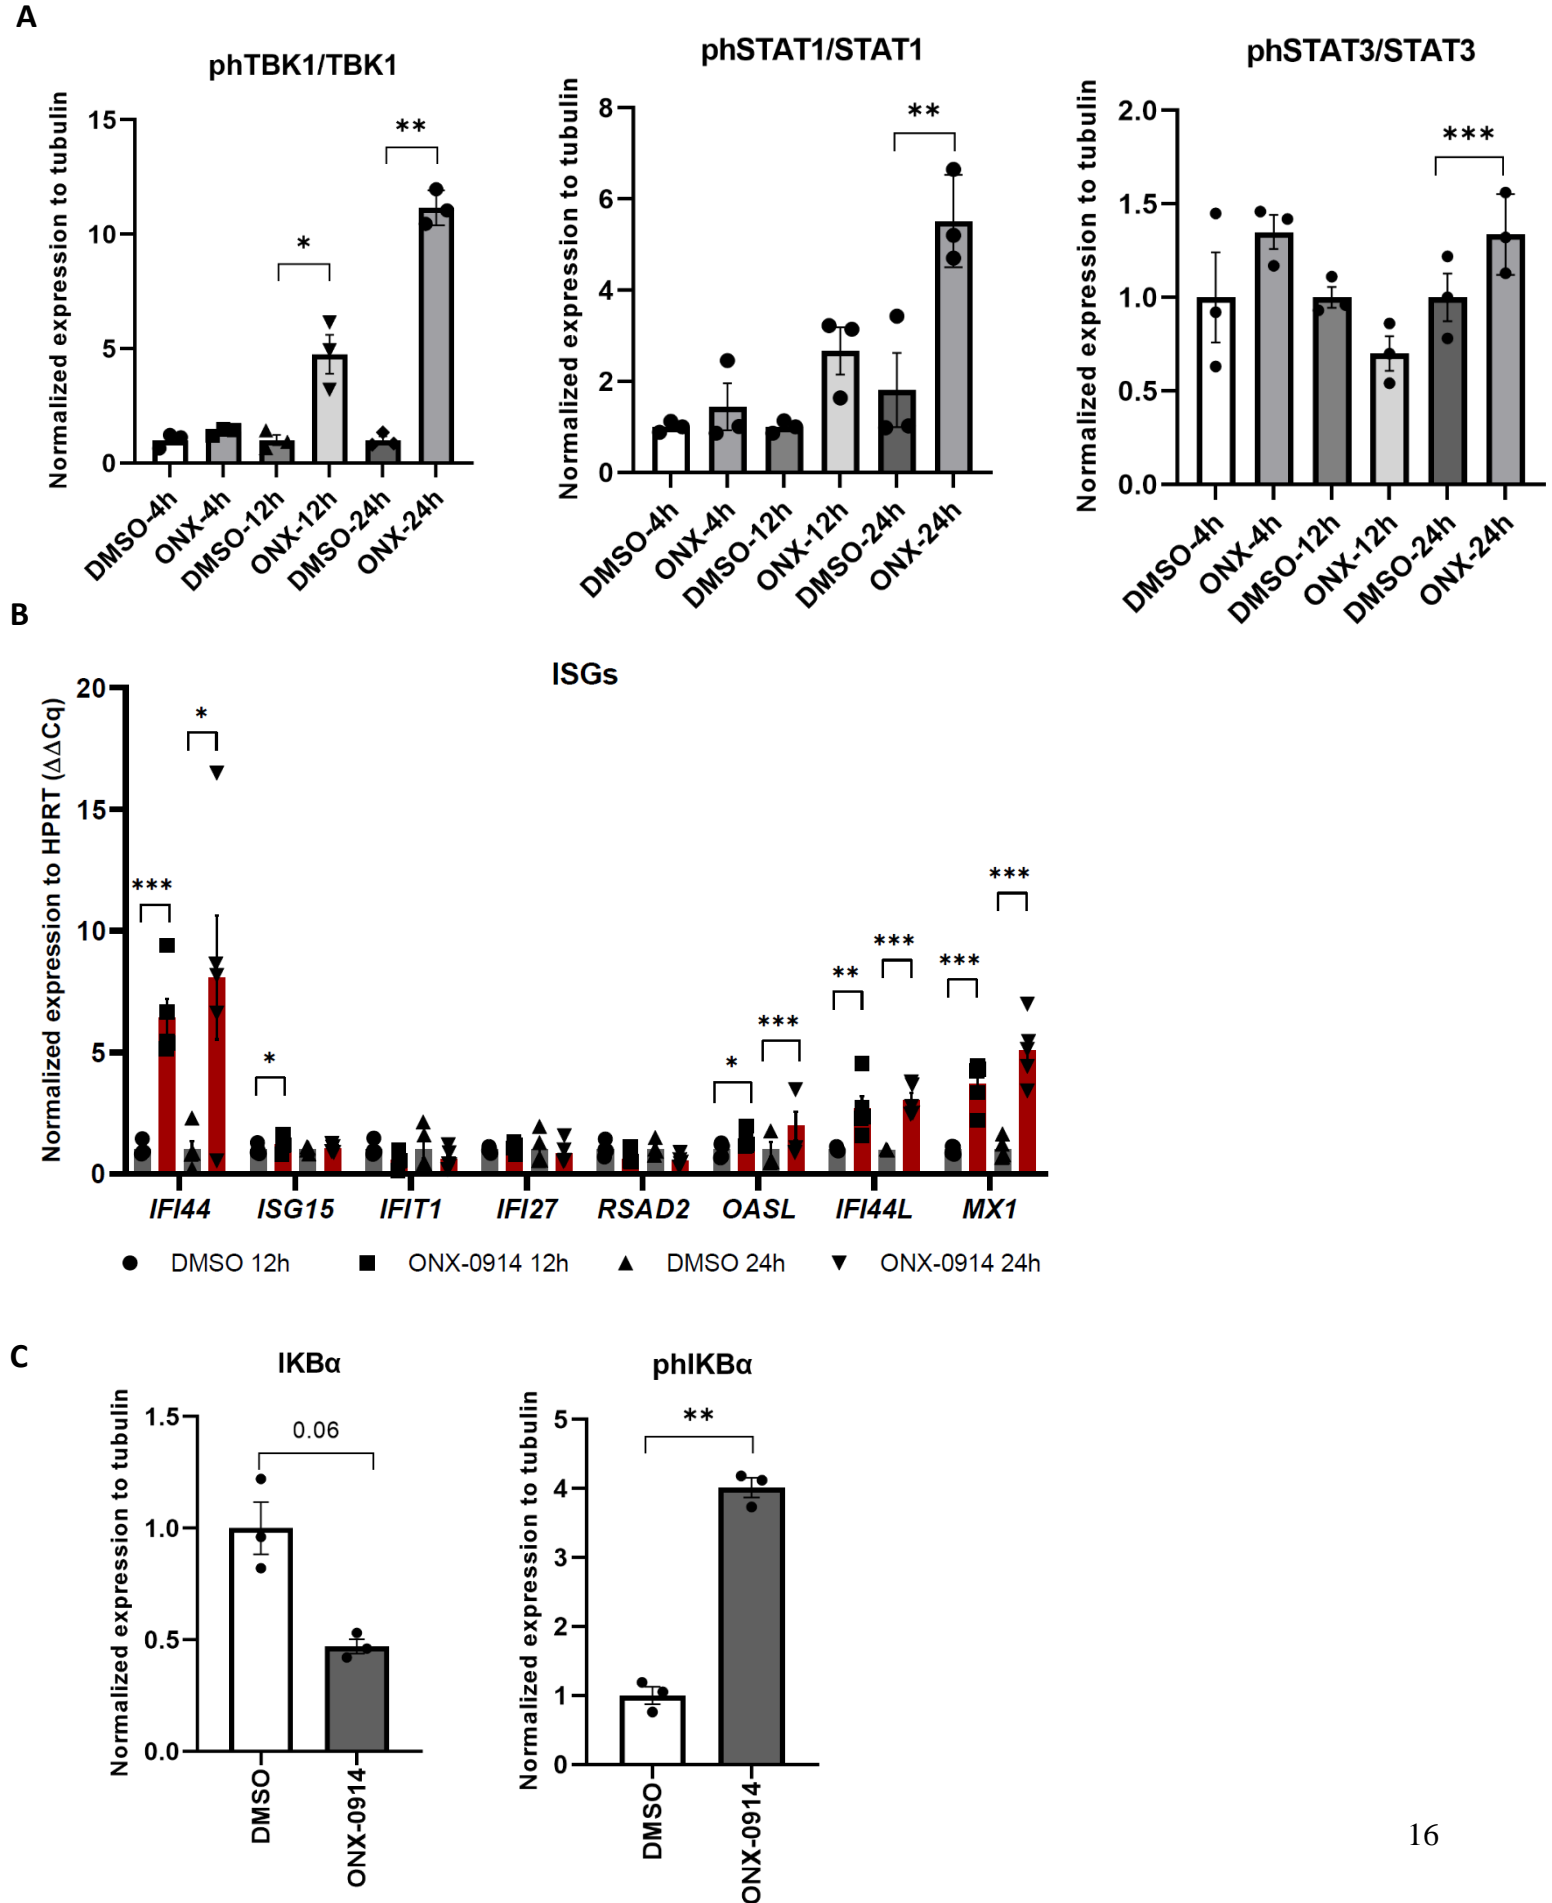 A
phTBK1/TBK1
Normalized expression to tubulin
15
10
5
0
*
**
DMSO-4h
ONX-4h
DMSO-12h
ONX-12h
DMSO-24h
ONX-24h
phSTAT1/STAT1
Normalized expression to tubulin
8
6
4
2
0
**
DMSO-4h
ONX-4h
DMSO-12h
ONX-12h
DMSO-24h
ONX-24h
phSTAT3/STAT3
Normalized expression to tubulin
2.0
1.5
1.0
0.5
0.0
***
DMSO-4h
ONX-4h
DMSO-12h
ONX-12h
DMSO-24h
ONX-24h
B
ISGs
Normalized expression to HPRT (ΔΔCq)
20
15
10
5
0
***
*
*
*
***
**
***
***
***
IFI44
ISG15
IFIT1
IFI27
RSAD2
OASL
IFI44L
MX1
DMSO 12h
ONX-0914 12h
DMSO 24h
ONX-0914 24h
C
IKBα
Normalized expression to tubulin
1.5
1.0
0.5
0.0
0.06
DMSO
ONX-0914
phIKBα
Normalized expression to tubulin
5
4
3
2
1
0
**
DMSO
ONX-0914
16